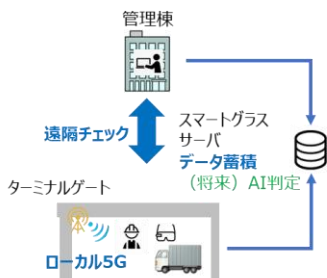 管理棟
遠隔チェック
スマートグラス
サーバ
データ蓄積
（将来）AI判定
ターミナルゲート
ローカル5G